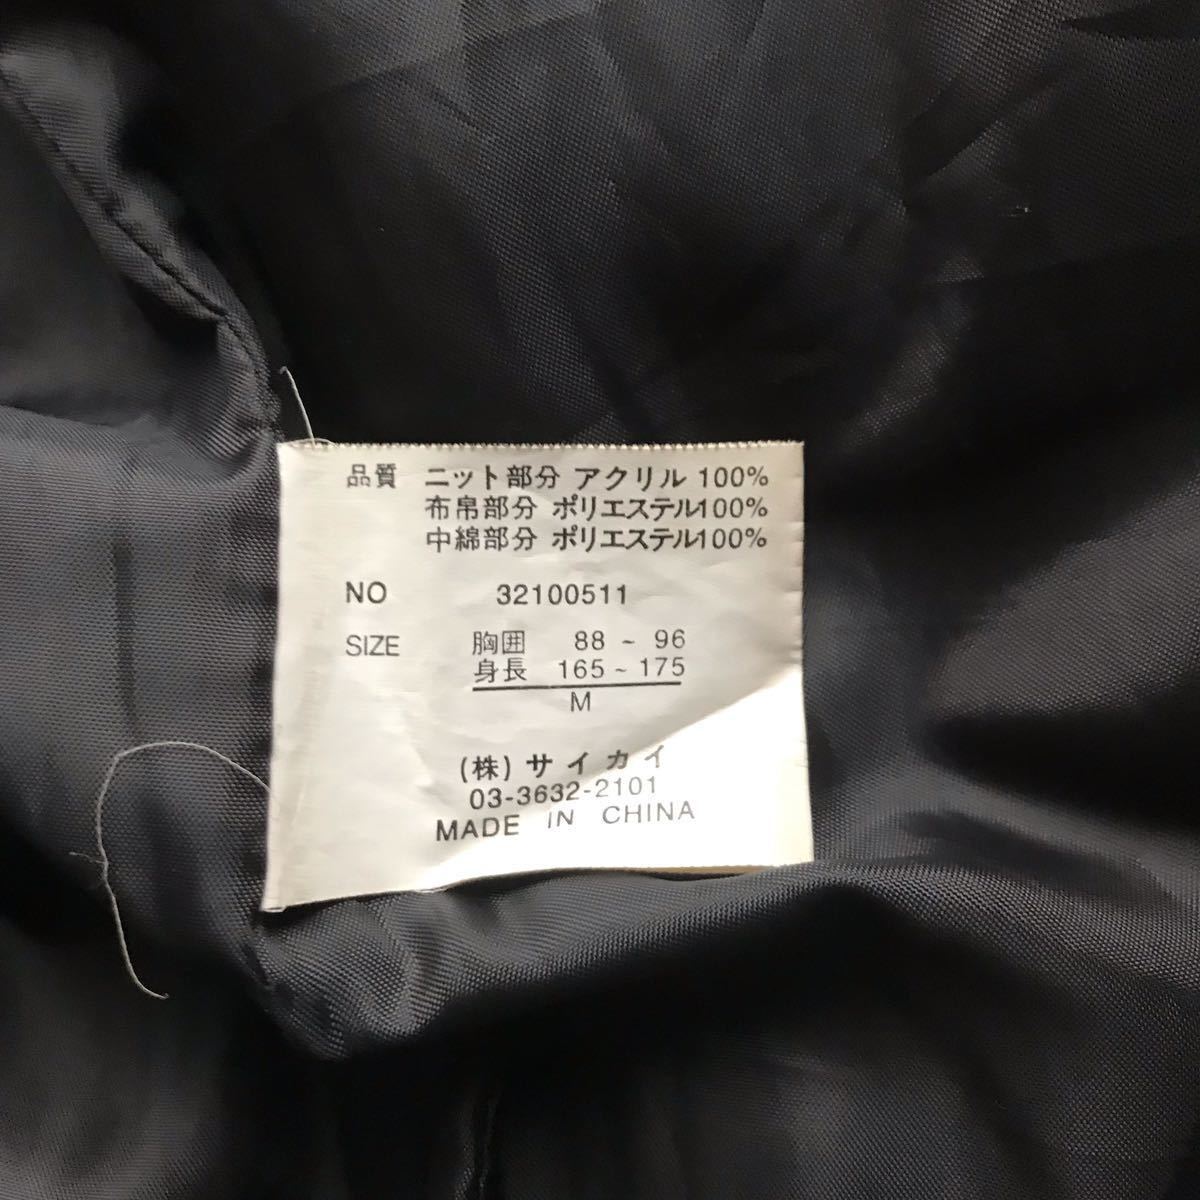 品質 ニット部分 アクリル 100%
布帛部分 ポリエステル100%
中綿部分 ポリエステル100%
NO 32100511
SIZE 胸囲 88 ~ 96
身長 165 ~ 175
M
(株) サイカイ
03-3632-2101
MADE IN CHINA